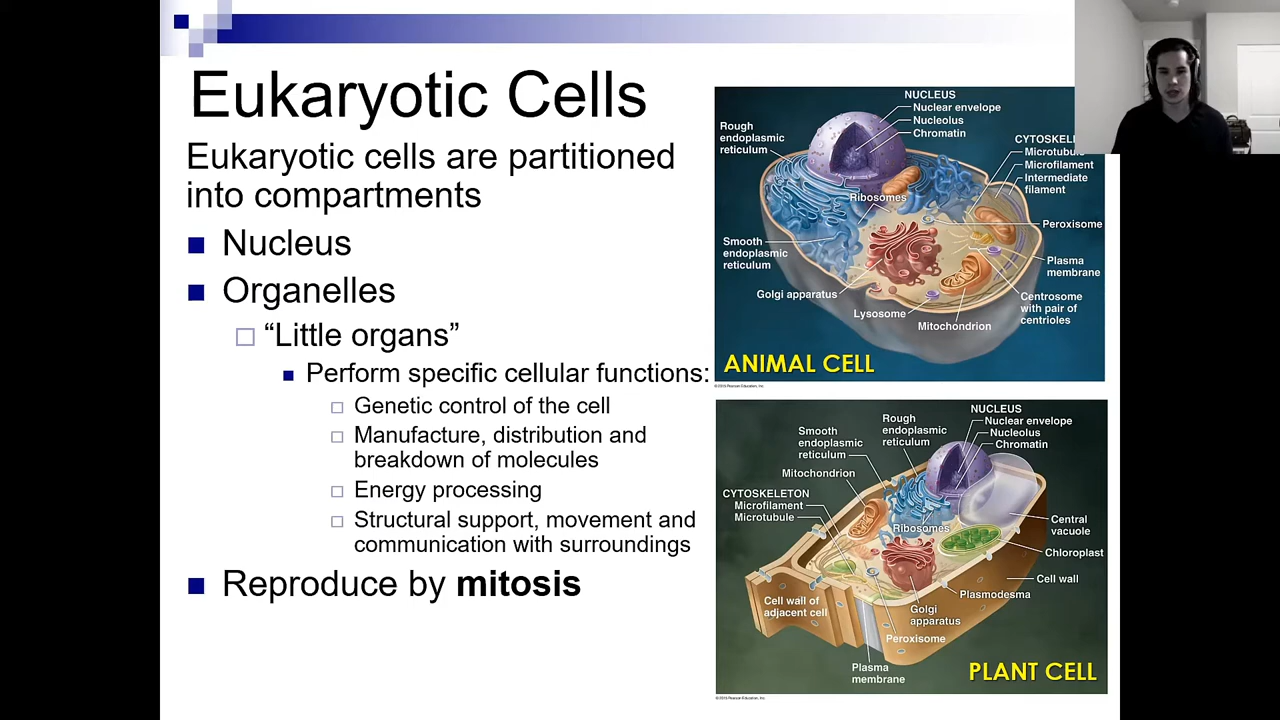 Eukaryotic Cells
Eukaryotic cells are partitioned
into compartments
Nucleus
Organelles
“Little organs”
Perform specific cellular functions:
Genetic control of the cell
Manufacture, distribution and
breakdown of molecules
Energy processing
Structural support, movement and
communication with surroundings
Reproduce by mitosis
NUCLEUS
Nuclear envelope
Nucleolus
Chromatin
Rough
endoplasmic
reticulum
Microtubule
Microfilament
Intermediate
filament
Ribosomes
Peroxisome
Smooth
endoplasmic
reticulum
Plasma
membrane
Golgi apparatus
Centrosome
with pair of
centrioles
Lysosome
Mitochondrion
ANIMAL CELL
NUCLEUS
Nuclear envelope
Nucleolus
Chromatin
Rough
endoplasmic
reticulum
Smooth
endoplasmic
reticulum
Mitochondrion
CYTOSKELETON
Microfilament
Microtubule
Ribosomes
Central
vacuole
Chloroplast
Cell wall
Plasmodesma
Cell wall of
adjacent cell
Golgi
apparatus
Peroxisome
Plasma
membrane
PLANT CELL